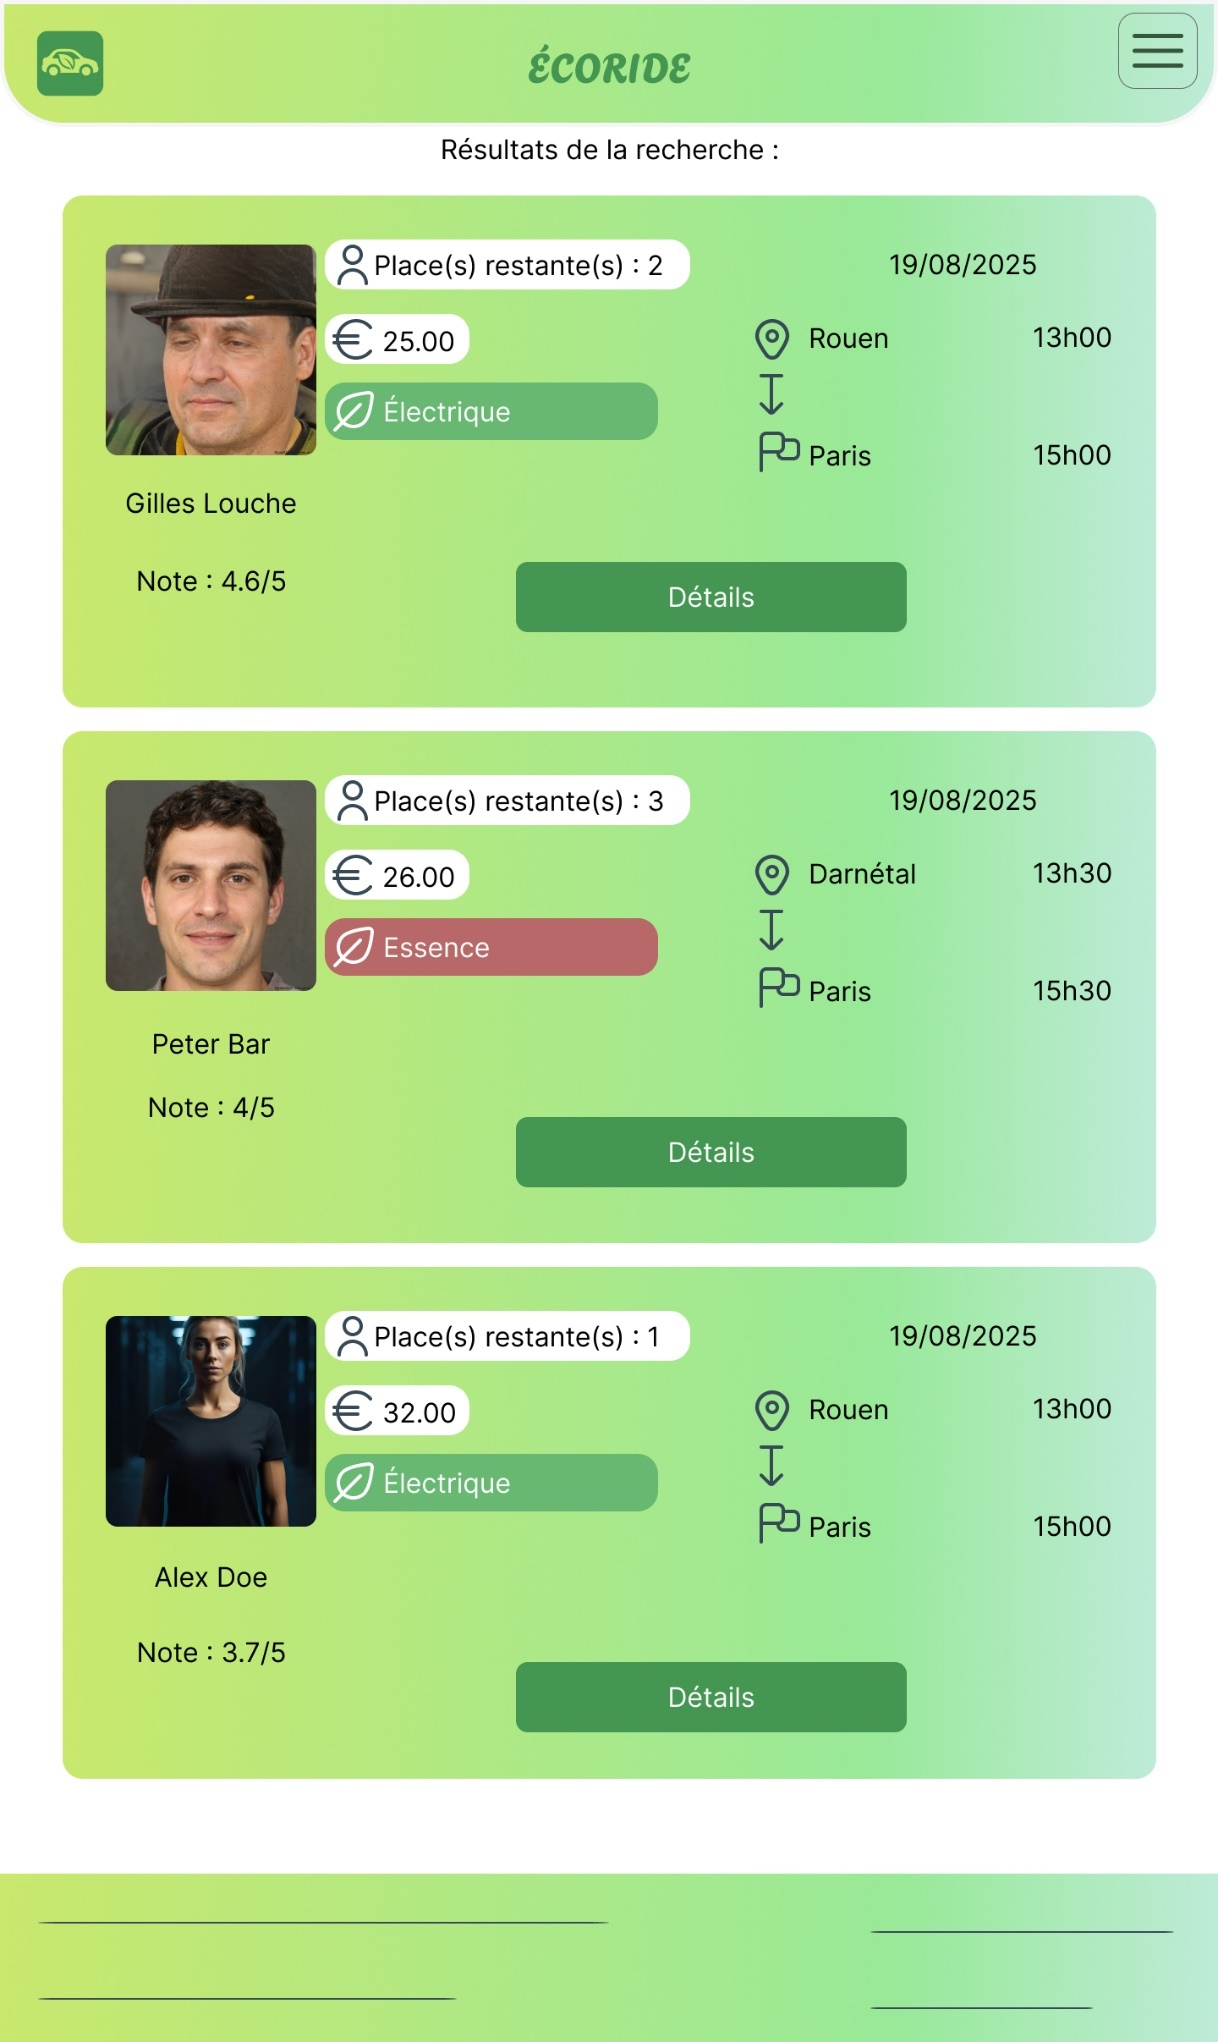 ÉCORIDE
Résultats de la recherche :
Place(s) restante(s) : 2
19/08/2025
25.00
Rouen 13h00
Électrique
Paris 15h00
Gilles Louche
Note : 4.6/5
Détails
Place(s) restante(s) : 3
19/08/2025
26.00
Darnétal 13h30
Essence
Paris 15h30
Peter Bar
Note : 4/5
Détails
Place(s) restante(s) : 1
19/08/2025
32.00
Rouen 13h00
Électrique
Paris 15h00
Alex Doe
Note : 3.7/5
Détails